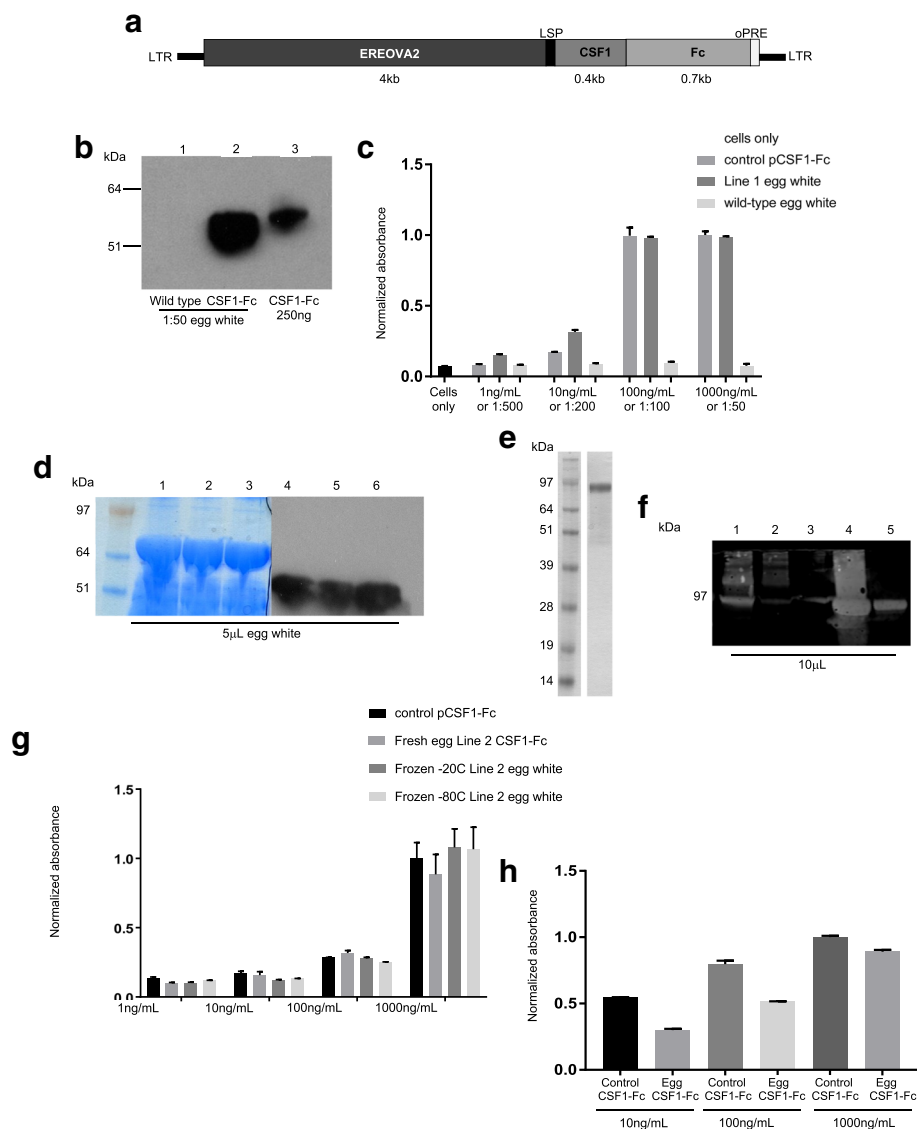 a
LSP
oPRE
LTR
EREOVA2
CSF1
Fc
LTR
4kb
0.4kb
0.7kb
b
kDa
1
2
3
64
51
Wild type
CSF1-Fc
CSF1-Fc
1:50 egg white
250ng
c
Normalized absorbance
1.5
1.0
0.5
0.0
cells only
control pCSF1-Fc
Line 1 egg white
wild-type egg white
Cells
only
1ng/mL
or 1:500
10ng/mL
or 1:200
100ng/mL
or 1:100
1000ng/mL
or 1:50
d
kDa
1
2
3
4
5
6
97
64
51
5μL egg white
e
kDa
97
64
51
39
28
19
14
f
kDa
1
2
3
4
5
97
10μL
g
control pCSF1-Fc
Fresh egg Line 2 CSF1-Fc
Frozen -20C Line 2 egg white
Frozen -80C Line 2 egg white
Normalized absorbance
1.5
1.0
0.5
0.0
1ng/mL
10ng/mL
100ng/mL
1000ng/mL
h
Normalized absorbance
1.5
1.0
0.5
0.0
Control
CSF1-Fc
Egg
CSF1-Fc
Control
CSF1-Fc
Egg
CSF1-Fc
Control
CSF1-Fc
Egg
CSF1-Fc
10ng/mL
100ng/mL
1000ng/mL